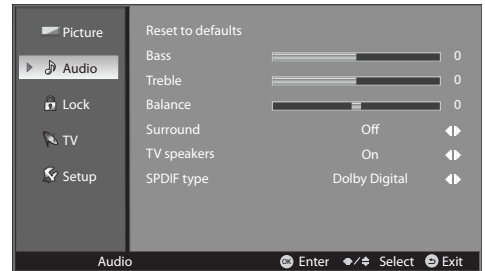 Picture
Audio
Lock
TV
Setup
Reset to defaults
Bass 0
Treble 0
Balance 0
Surround Off
TV speakers On
SPDIF type Dolby Digital
Audio OK Enter / Select Exit